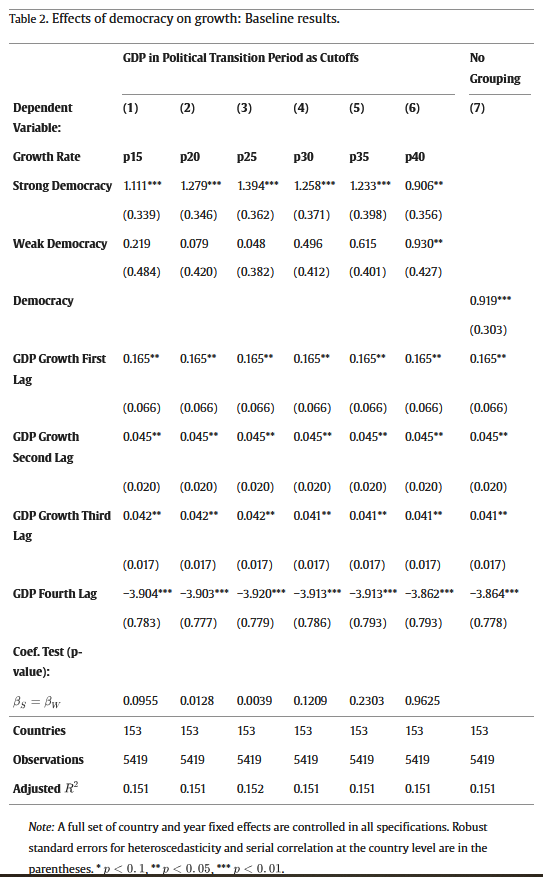 Table 2. Effects of democracy on growth: Baseline results.
GDP in Political Transition Period as Cutoffs No
Grouping
Dependent (1) (2) (3) (4) (5) (6) (7)
Variable:
Growth Rate p15 p20 p25 p30 p35 p40
Strong Democracy 1.111*** 1.279*** 1.394*** 1.258*** 1.233*** 0.906**
(0.339) (0.346) (0.362) (0.371) (0.398) (0.356)
Weak Democracy 0.219 0.079 0.048 0.496 0.615 0.930**
(0.484) (0.420) (0.382) (0.412) (0.401) (0.427)
Democracy 0.919***
(0.303)
GDP Growth First 0.165** 0.165** 0.165** 0.165** 0.165** 0.165** 0.165**
Lag
(0.066) (0.066) (0.066) (0.066) (0.066) (0.066) (0.066)
GDP Growth 0.045** 0.045** 0.045** 0.045** 0.045** 0.045** 0.045**
Second Lag
(0.020) (0.020) (0.020) (0.020) (0.020) (0.020) (0.020)
GDP Growth Third 0.042** 0.042** 0.042** 0.041** 0.041** 0.041** 0.041**
Lag
(0.017) (0.017) (0.017) (0.017) (0.017) (0.017) (0.017)
GDP Fourth Lag −3.904*** −3.903*** −3.920*** −3.913*** −3.913*** −3.862*** −3.864***
(0.783) (0.777) (0.779) (0.786) (0.793) (0.793) (0.778)
Coef. Test (p-
value):
βS = βW 0.0955 0.0128 0.0039 0.1209 0.2303 0.9625
Countries 153 153 153 153 153 153 153
Observations 5419 5419 5419 5419 5419 5419 5419
Adjusted R² 0.151 0.151 0.152 0.151 0.151 0.151 0.151
Note: A full set of country and year fixed effects are controlled in all specifications. Robust
standard errors for heteroscedasticity and serial correlation at the country level are in the
parentheses. * p < 0.1, ** p < 0.05, *** p < 0.01.